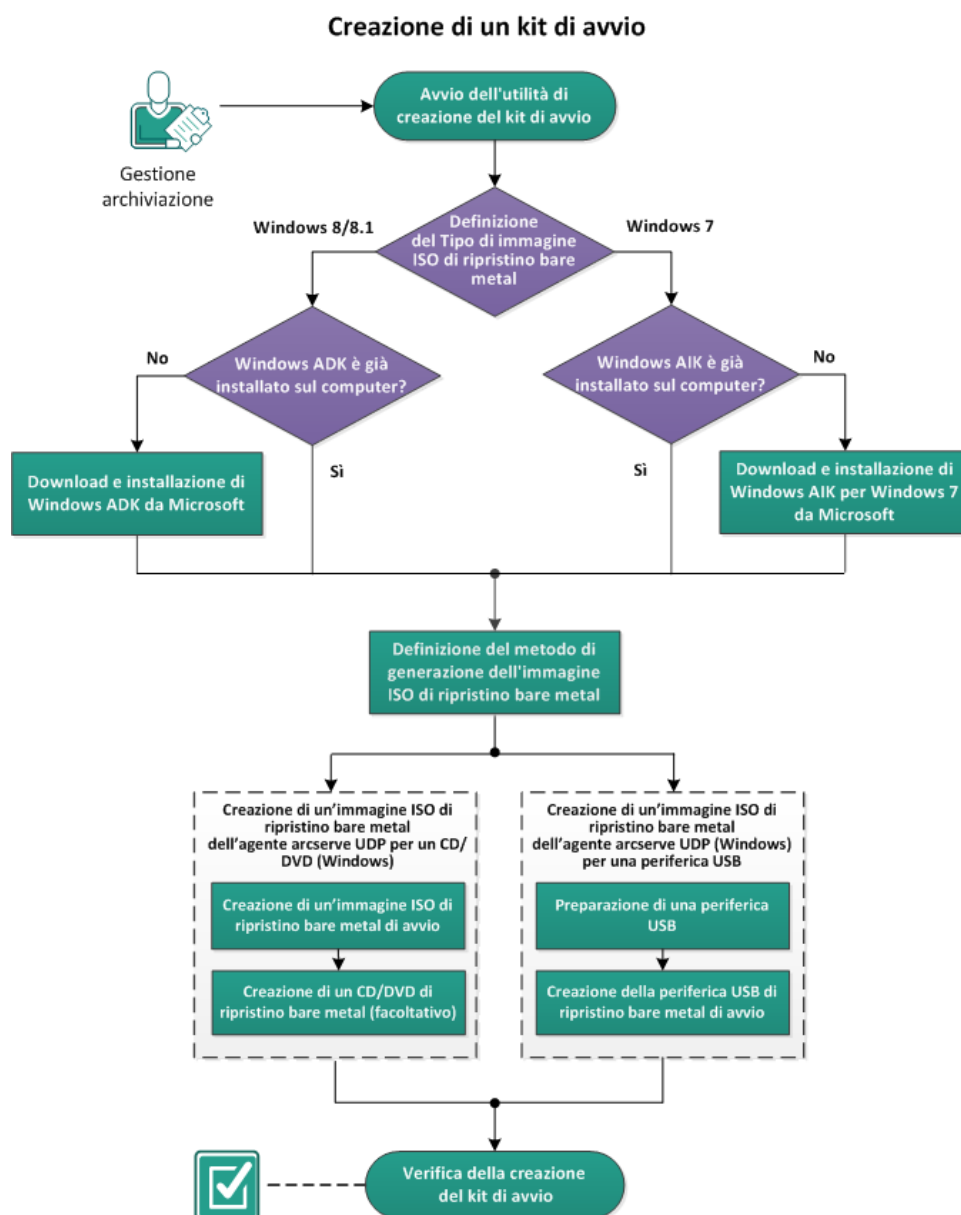 Creazione di un kit di avvio
Avvio dell'utilità di
creazione del kit di avvio
Gestione
archiviazione
Windows 8/8.1
Definizione
del Tipo di immagine
ISO di ripristino bare
metal
Windows 7
No
Windows ADK è già
installato sul computer?
Windows AIK è già
installato sul computer?
No
Download e installazione di
Windows ADK da Microsoft
Sì
Sì
Download e installazione di
Windows AIK per Windows 7
da Microsoft
Definizione del metodo di
generazione dell'immagine
ISO di ripristino bare metal
Creazione di un’immagine ISO di
ripristino bare metal
dell’agente arcserve UDP per un CD/
DVD (Windows)
Creazione di un’immagine ISO di
ripristino bare metal di avvio
Creazione di un CD/DVD di
ripristino bare metal (facoltativo)
Creazione di un’immagine ISO di
ripristino bare metal
dell’agente arcserve UDP (Windows)
per una periferica USB
Preparazione di una periferica
USB
Creazione della periferica USB di
ripristino bare metal di avvio
Verifica della creazione
del kit di avvio